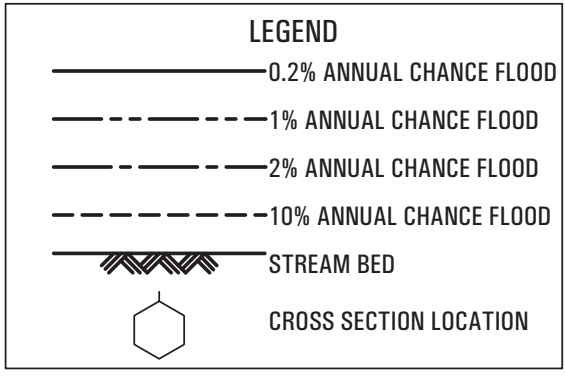 LEGEND
0.2% ANNUAL CHANCE FLOOD
1% ANNUAL CHANCE FLOOD
2% ANNUAL CHANCE FLOOD
10% ANNUAL CHANCE FLOOD
STREAM BED
CROSS SECTION LOCATION